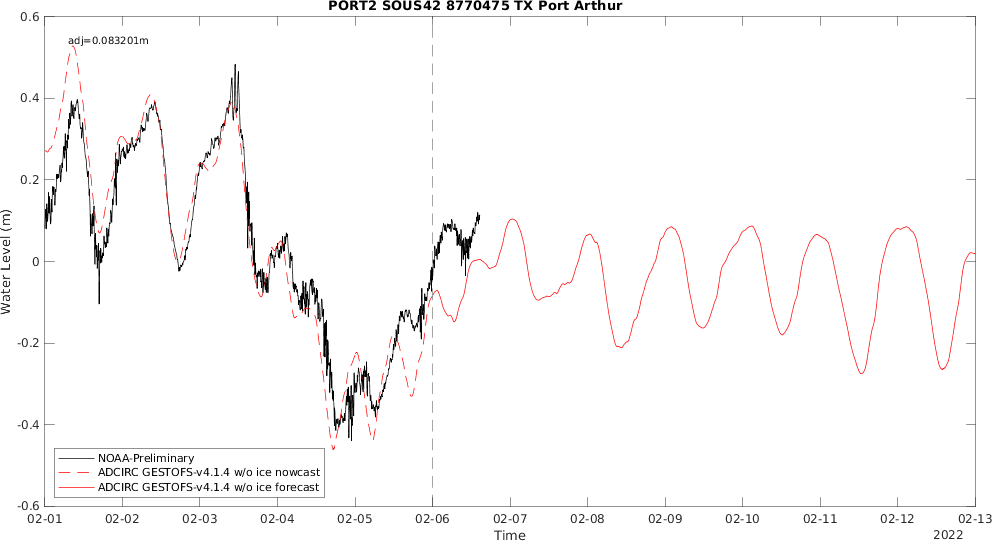 PORT2 SOUS42 8770475 TX Port Arthur
adj=0.083201m
0.6
0.4
0.2
0
-0.2
-0.4
-0.6
Water Level (m)
NOAA-Preliminary
ADCIRC GESTOFS-v4.1.4 w/o ice nowcast
ADCIRC GESTOFS-v4.1.4 w/o ice forecast
02-01 02-02 02-03 02-04 02-05 02-06 02-07 02-08 02-09 02-10 02-11 02-12 02-13
Time
2022